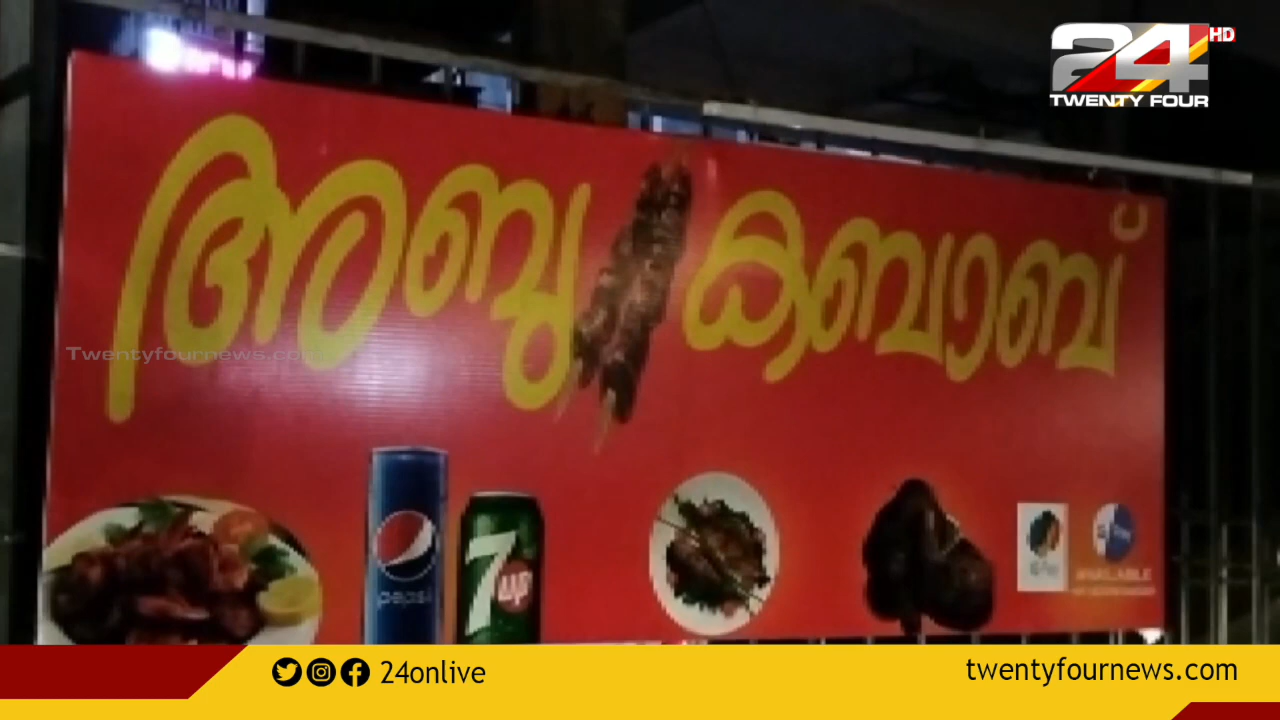 24 HD
TWENTY FOUR
അബു കബാബ്
Twentyfournews.com
pepsi
7up
AVAILABLE
24onlive
twentyfournews.com